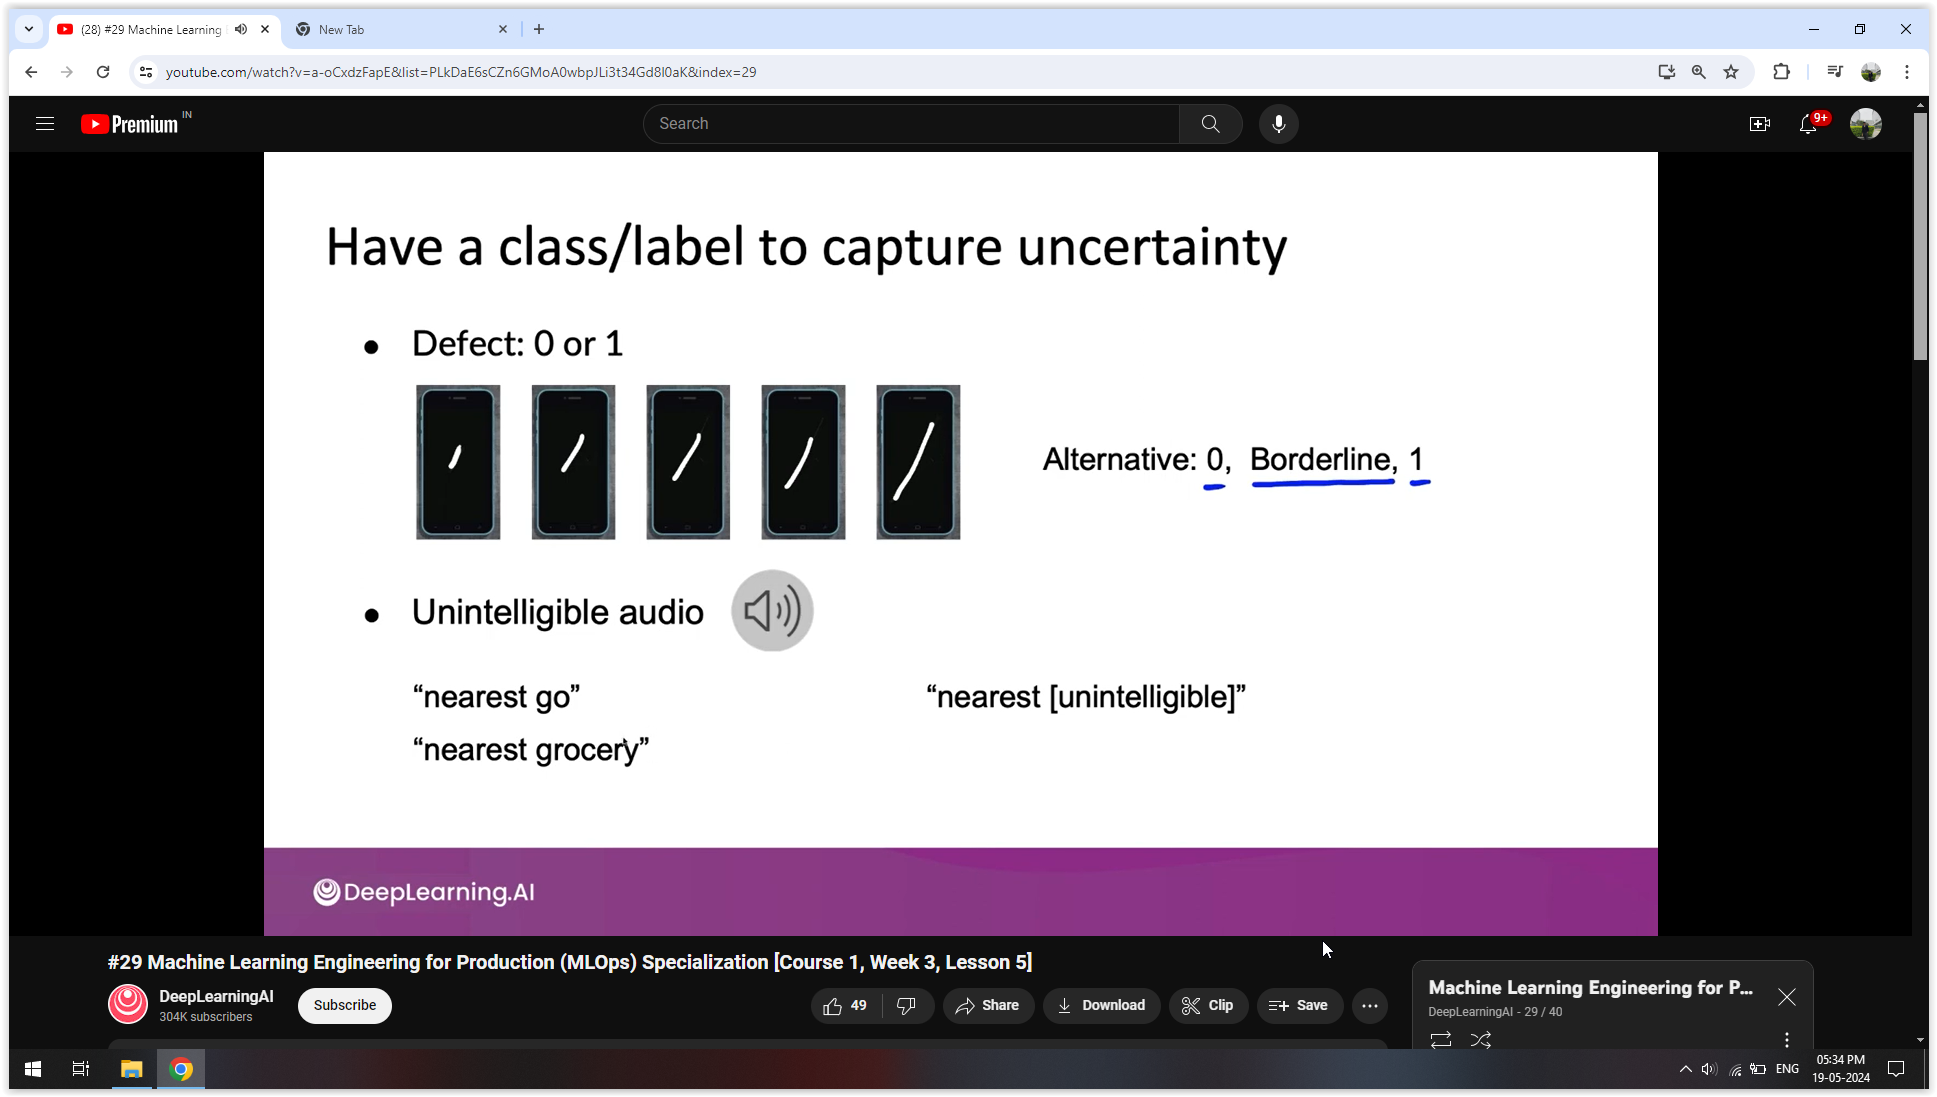 (28) #29 Machine Learning
New Tab
youtube.com/watch?v=a-oCxdzFapE&list=PLkDaE6sCZn6GMoA0wbpJLi3t34Gd8l0aK&index=29
Premium IN
Search
9+
Have a class/label to capture uncertainty
• Defect: 0 or 1
Alternative: 0, Borderline, 1
• Unintelligible audio
“nearest go” “nearest [unintelligible]”
“nearest grocery”
DeepLearning.AI
#29 Machine Learning Engineering for Production (MLOps) Specialization [Course 1, Week 3, Lesson 5]
DeepLearningAI
304K subscribers
Subscribe
49
Share
Download
Clip
Save
Machine Learning Engineering for P...
DeepLearningAI - 29 / 40
ENG
05:34 PM
19-05-2024